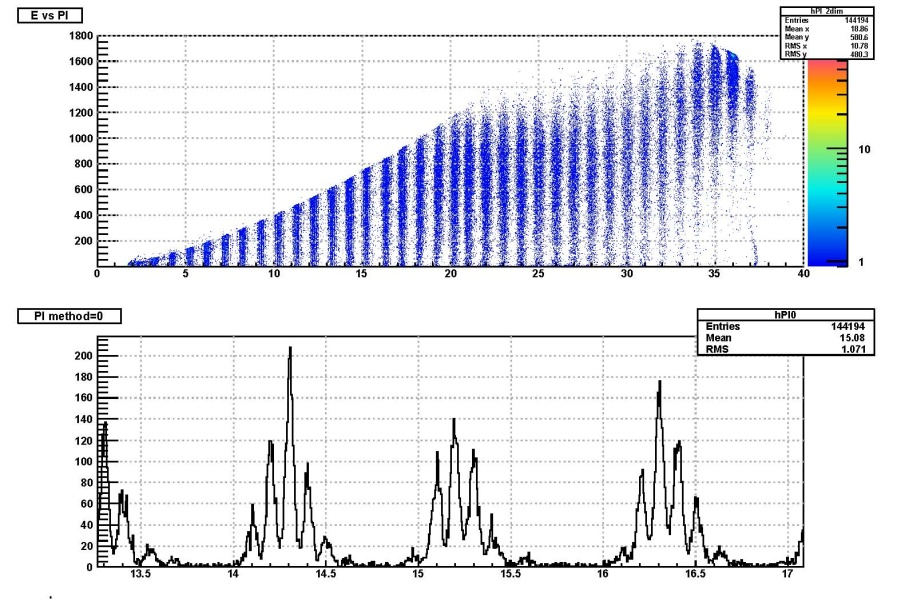 E vs PI
hPI_2dim
Entries 144194
Mean x 18.86
Mean y 580.6
RMS x 10.78
RMS y 480.3
1800
1600
1400
1200
1000
800
600
400
200
0 5 10 15 20 25 30 35 40
10
1
PI method=0
hPI0
Entries 144194
Mean 15.08
RMS 1.071
200
180
160
140
120
100
80
60
40
20
0
13.5 14 14.5 15 15.5 16 16.5 17